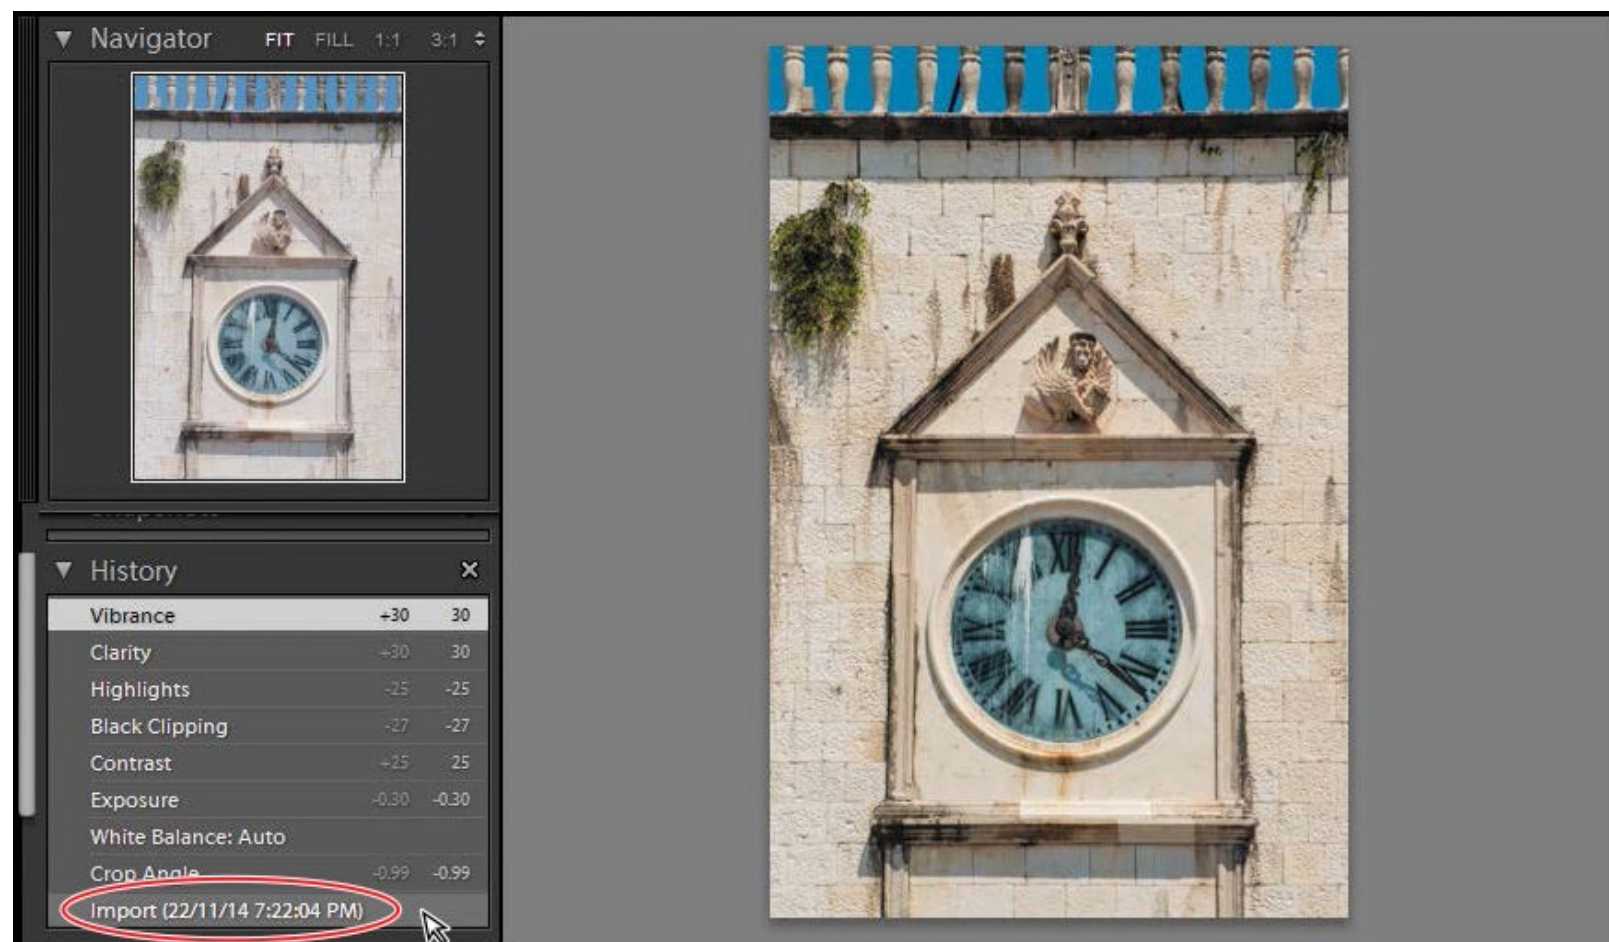 Navigator FIT FILL 1:1 3:1
History
Vibrance +30 30
Clarity +30 30
Highlights -25 -25
Black Clipping -27 -27
Contrast +25 25
Exposure -0.30 -0.30
White Balance: Auto
Crop Angle -0.99 -0.99
Import (22/11/14 7:22:04 PM)